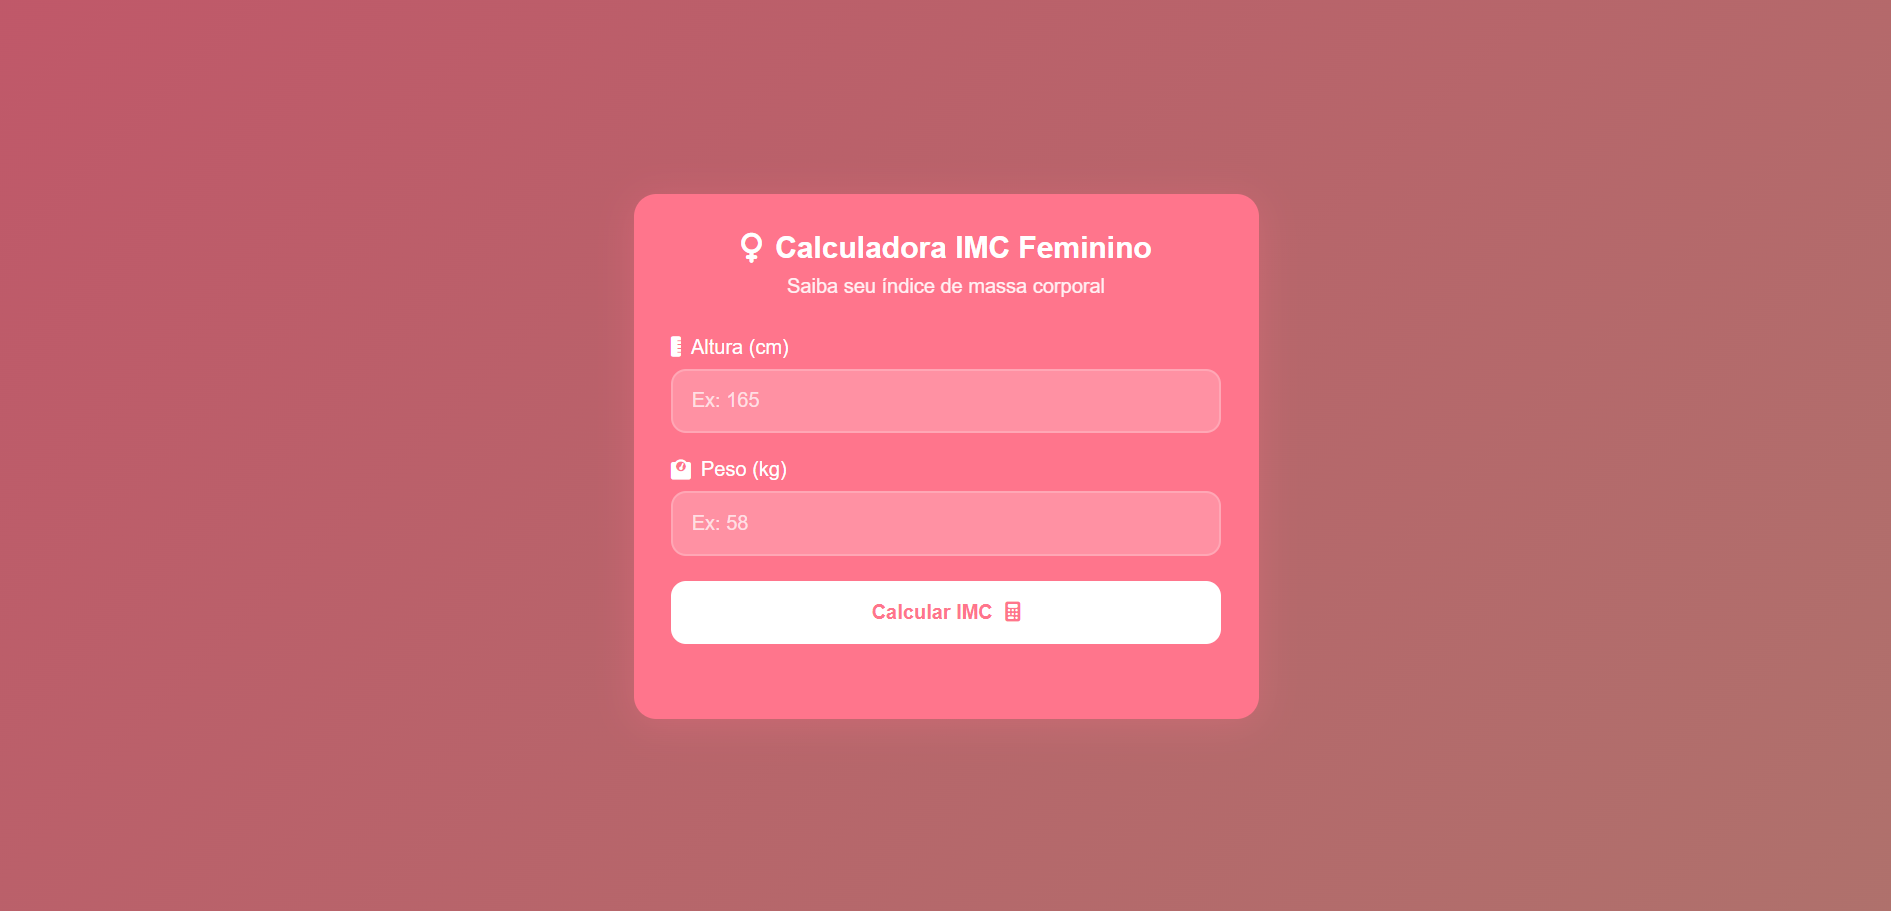 Calculadora IMC Feminino
Saiba seu índice de massa corporal
Altura (cm)
Ex: 165
Peso (kg)
Ex: 58
Calcular IMC